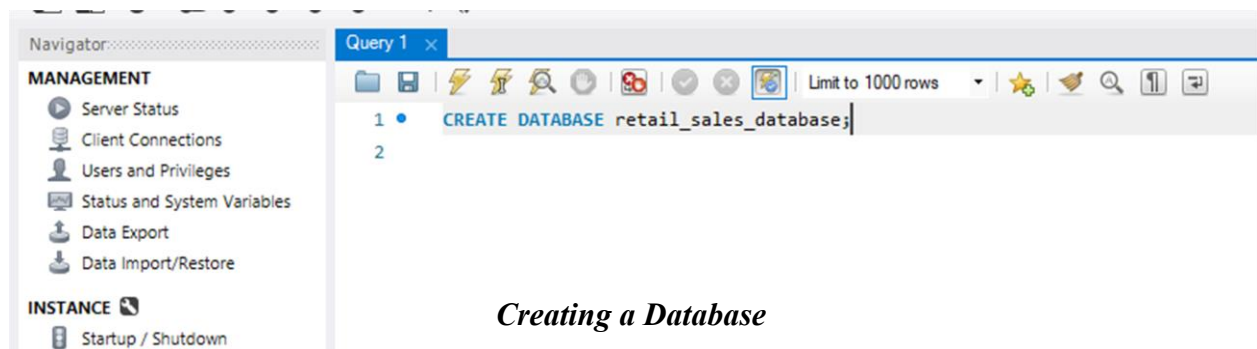 Navigator
Query 1
MANAGEMENT
Server Status
Client Connections
Users and Privileges
Status and System Variables
Data Export
Data Import/Restore
INSTANCE
Startup / Shutdown
Limit to 1000 rows
1 CREATE DATABASE retail_sales_database;
2
Creating a Database